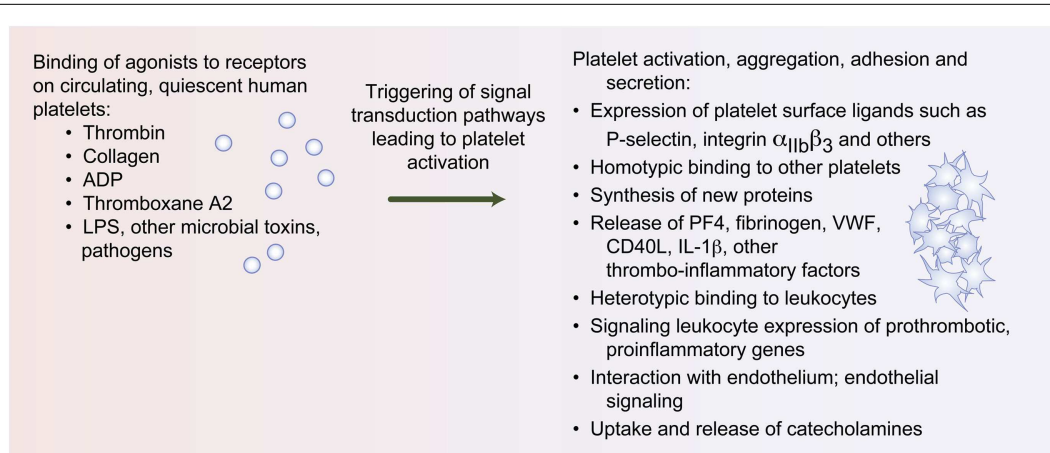 Binding of agonists to receptors
on circulating, quiescent human
platelets:
• Thrombin
• Collagen
• ADP
• Thromboxane A2
• LPS, other microbial toxins,
pathogens
Triggering of signal
transduction pathways
leading to platelet
activation
Platelet activation, aggregation, adhesion and
secretion:
• Expression of platelet surface ligands such as
P-selectin, integrin αIIbβ3 and others
• Homotypic binding to other platelets
• Synthesis of new proteins
• Release of PF4, fibrinogen, VWF,
CD40L, IL-1β, other
thrombo-inflammatory factors
• Heterotypic binding to leukocytes
• Signaling leukocyte expression of prothrombotic,
proinflammatory genes
• Interaction with endothelium; endothelial
signaling
• Uptake and release of catecholamines